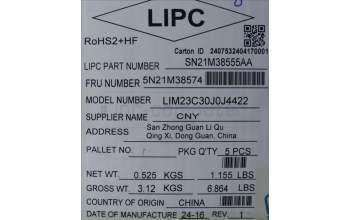 LIPC
RoHS2+HF
Carton ID 2407532404170001
LIPC PART NUMBER SN21M38555AA
FRU NUMBER 5N21M38574
MODEL NUMBER LIM23C30J0J4422
SUPPLIER NAME CNY
ADDRESS San Zhong Guan Li Qu
Qing Xi, Dong Guan, China
PALLET / PKG Q'TY 5 PCS
NET WT. 0.525 KGS 1.155 LBS
GROSS WT. 3.12 KGS 6.864 LBS
COUNTRY OF ORIGIN CHINA
DATE OF MANUFACTURE 24-16 REV. 1